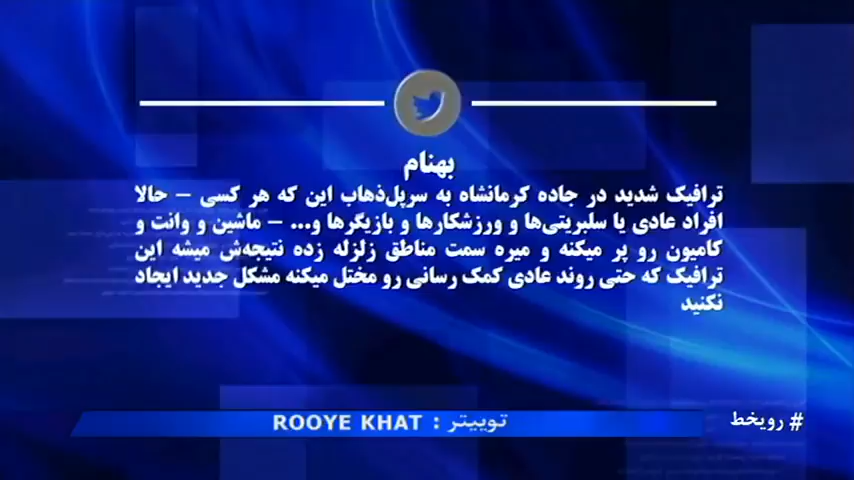 بهنام
ترافیک شدید در جاده کرمانشاه به سرپل‌ذهاب این که هر کسی – حالا
افراد عادی یا سلبریتی‌ها و ورزشکارها و بازیگرها و... – ماشین و وانت و
کامیون رو پر میکنه و میره سمت مناطق زلزله زده نتیجه‌ش میشه این
ترافیک که حتی روند عادی کمک رسانی رو مختل میکنه مشکل جدید ایجاد
نکنید
توییتر : ROOYE KHAT
# رویخط